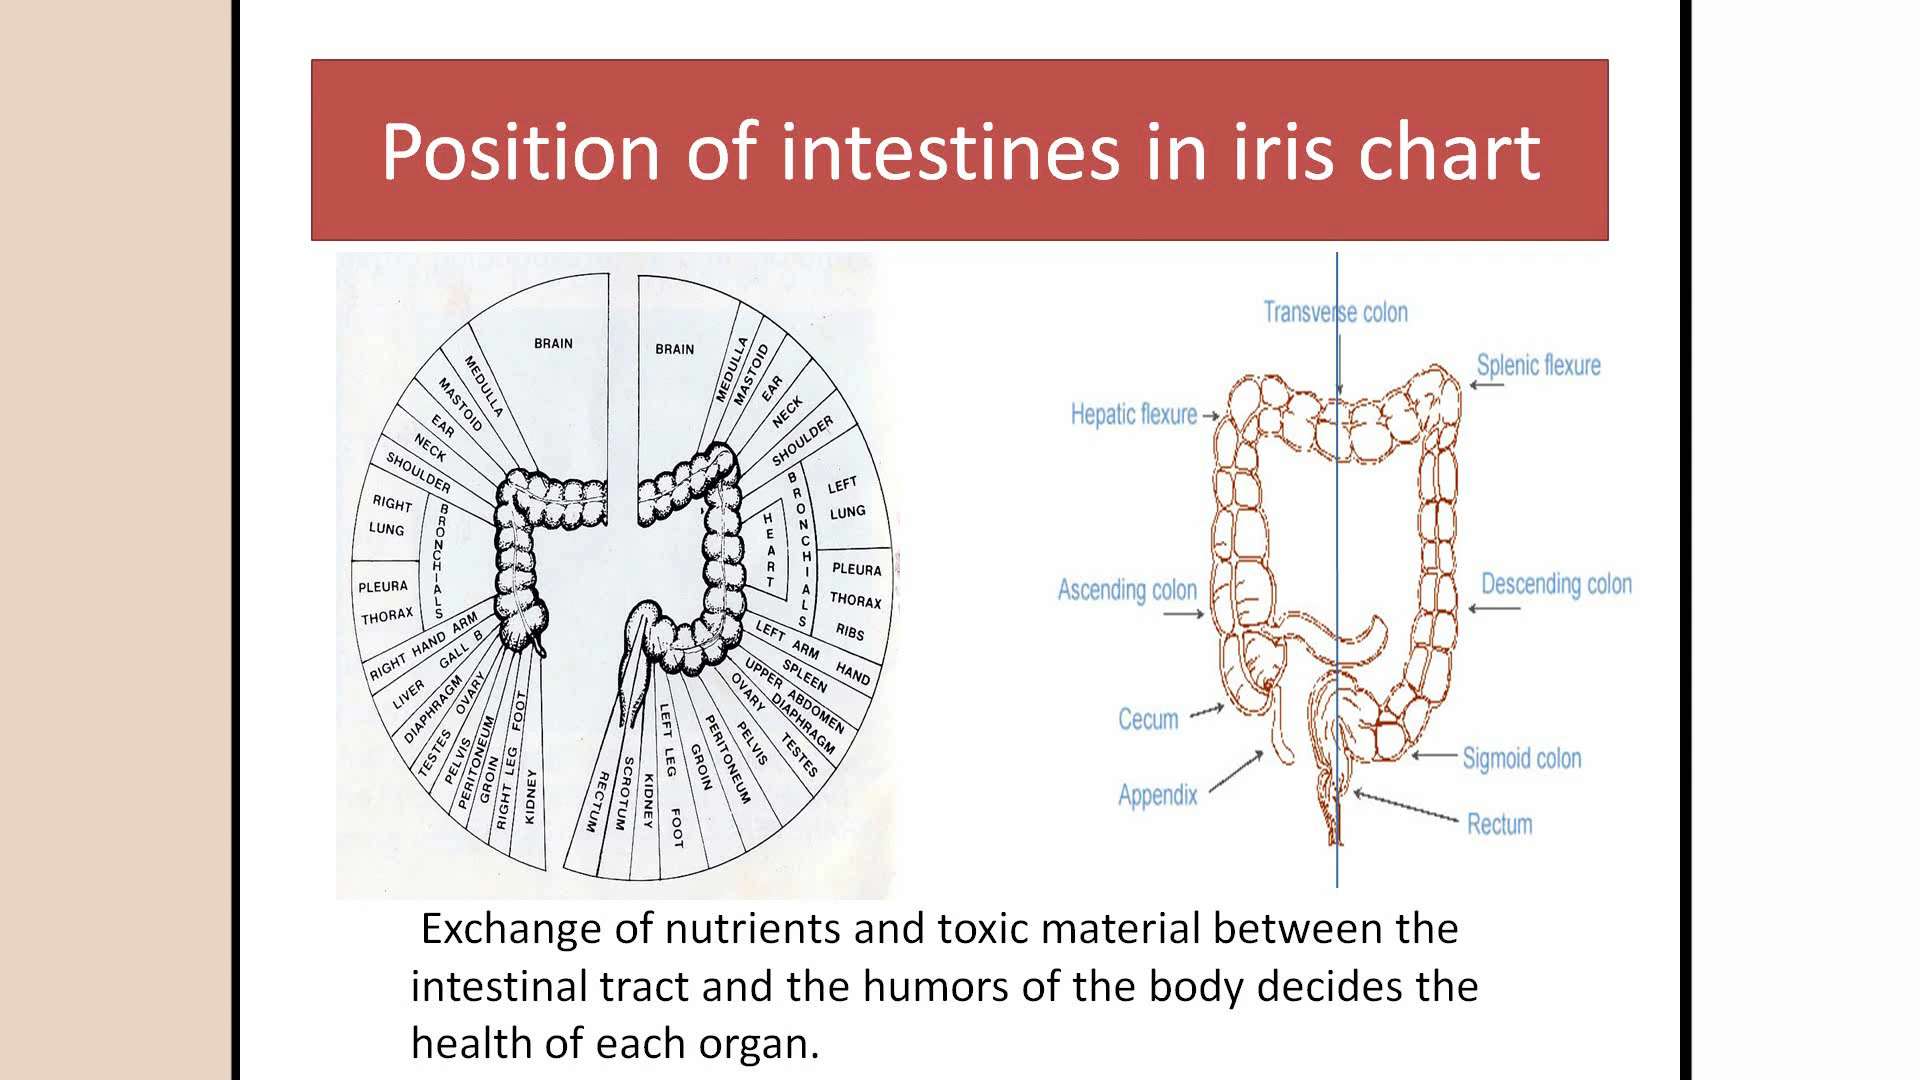 Position of intestines in iris chart
BRAIN
MEDULLA
MASTOID
EAR
NECK
SHOULDER
RIGHT
LUNG
BRONCHIALS
PLEURA
THORAX
RIGHT HAND ARM
GALL B
LIVER
DIAPHRAGM
OVARY
TESTES
PELVIS
PERITONEUM
GROIN
RIGHT LEG FOOT
KIDNEY
BRAIN
MEDULLA
MASTOID
EAR
NECK
SHOULDER
LEFT
LUNG
BRONCHIALS
HEART
PLEURA
THORAX
RIBS
LEFT ARM HAND
SPLEEN
UPPER ABDOMEN
DIAPHRAGM
OVARY
TESTES
PELVIS
PERITONEUM
GROIN
LEFT LEG FOOT
KIDNEY
SCROTUM
RECTUM
Transverse colon
Splenic flexure
Hepatic flexure
Ascending colon
Descending colon
Cecum
Sigmoid colon
Appendix
Rectum
Exchange of nutrients and toxic material between the
intestinal tract and the humors of the body decides the
health of each organ.